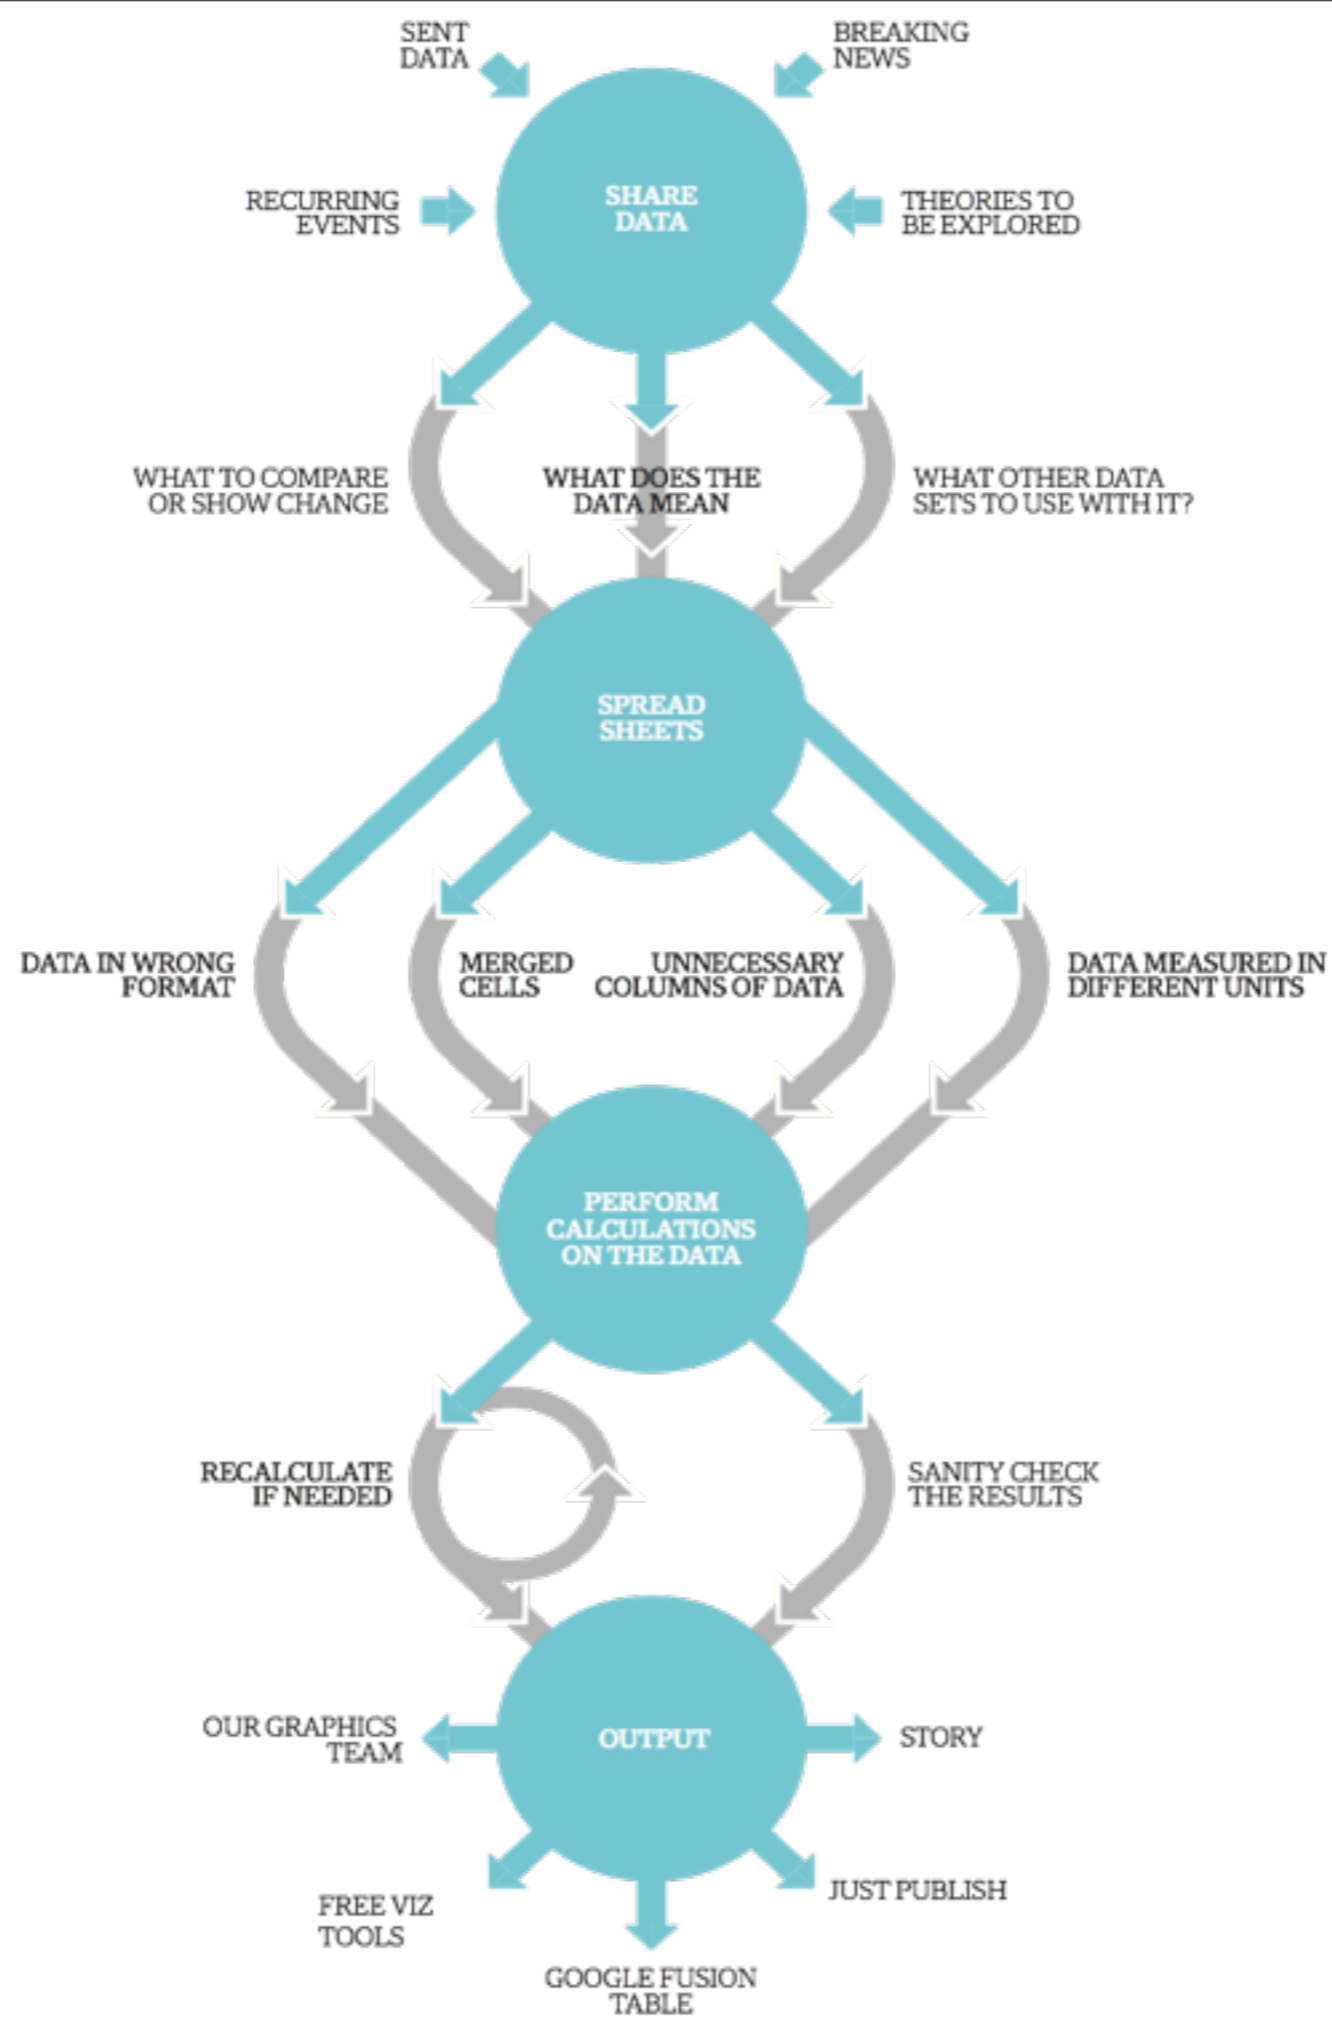 SENT
DATA
BREAKING
NEWS
RECURRING
EVENTS
SHARE
DATA
THEORIES TO
BE EXPLORED
WHAT TO COMPARE
OR SHOW CHANGE
WHAT DOES THE
DATA MEAN
WHAT OTHER DATA
SETS TO USE WITH IT?
SPREAD
SHEETS
DATA IN WRONG
FORMAT
MERGED
CELLS
UNNECESSARY
COLUMNS OF DATA
DATA MEASURED IN
DIFFERENT UNITS
PERFORM
CALCULATIONS
ON THE DATA
RECALCULATE
IF NEEDED
SANITY CHECK
THE RESULTS
OUR GRAPHICS
TEAM
OUTPUT
STORY
FREE VIZ
TOOLS
JUST PUBLISH
GOOGLE FUSION
TABLE